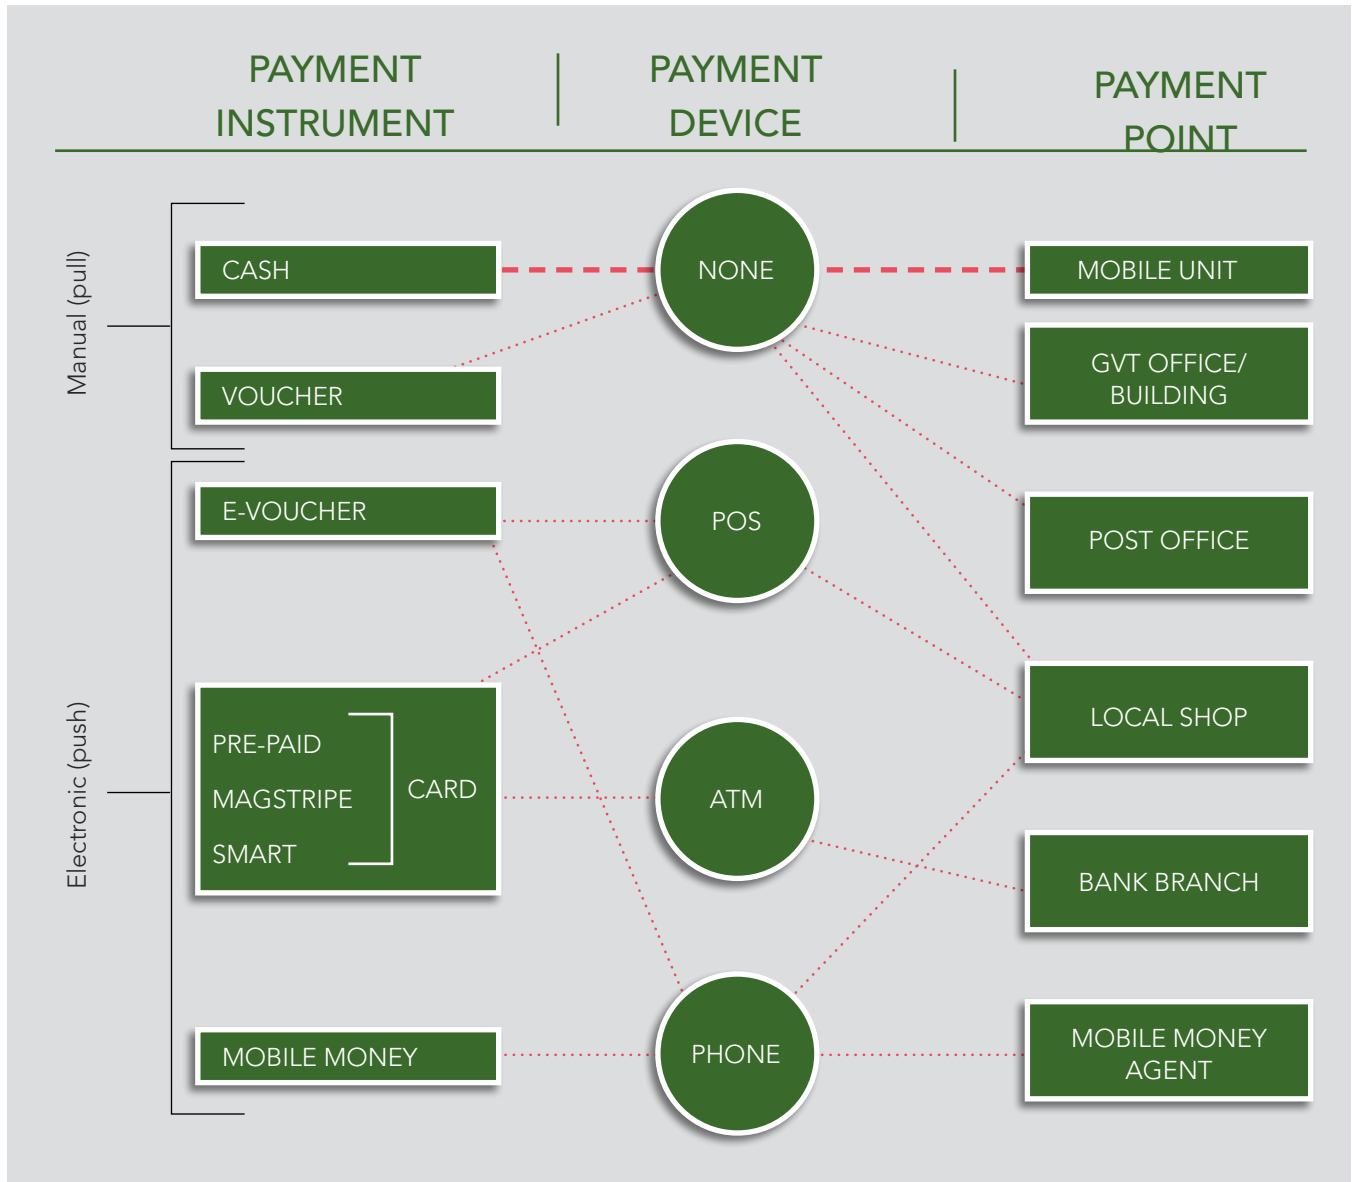 PAYMENT
INSTRUMENT
PAYMENT
DEVICE
PAYMENT
POINT
Manual (pull)
CASH
NONE
MOBILE UNIT
GVT OFFICE/
BUILDING
VOUCHER
Electronic (push)
E-VOUCHER
POS
POST OFFICE
LOCAL SHOP
PRE-PAID
MAGSTRIPE
SMART
CARD
ATM
BANK BRANCH
MOBILE MONEY
PHONE
MOBILE MONEY
AGENT